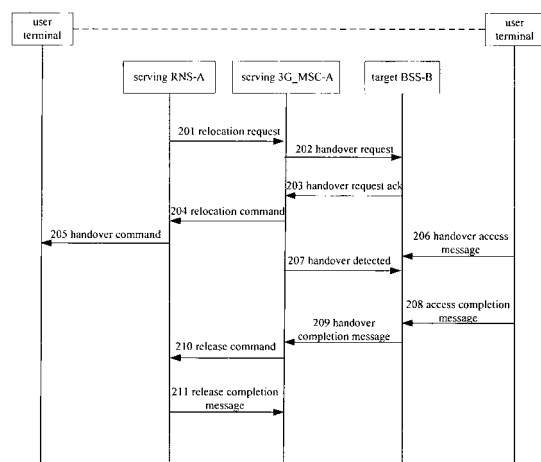 user
terminal
user
terminal
serving RNS-A
serving 3G_MSC-A
target BSS-B
201 relocation request
202 handover request
203 handover request ack
204 relocation command
205 handover command
206 handover access
message
207 handover detected
208 access completion
message
209 handover
completion message
210 release command
211 release completion
message